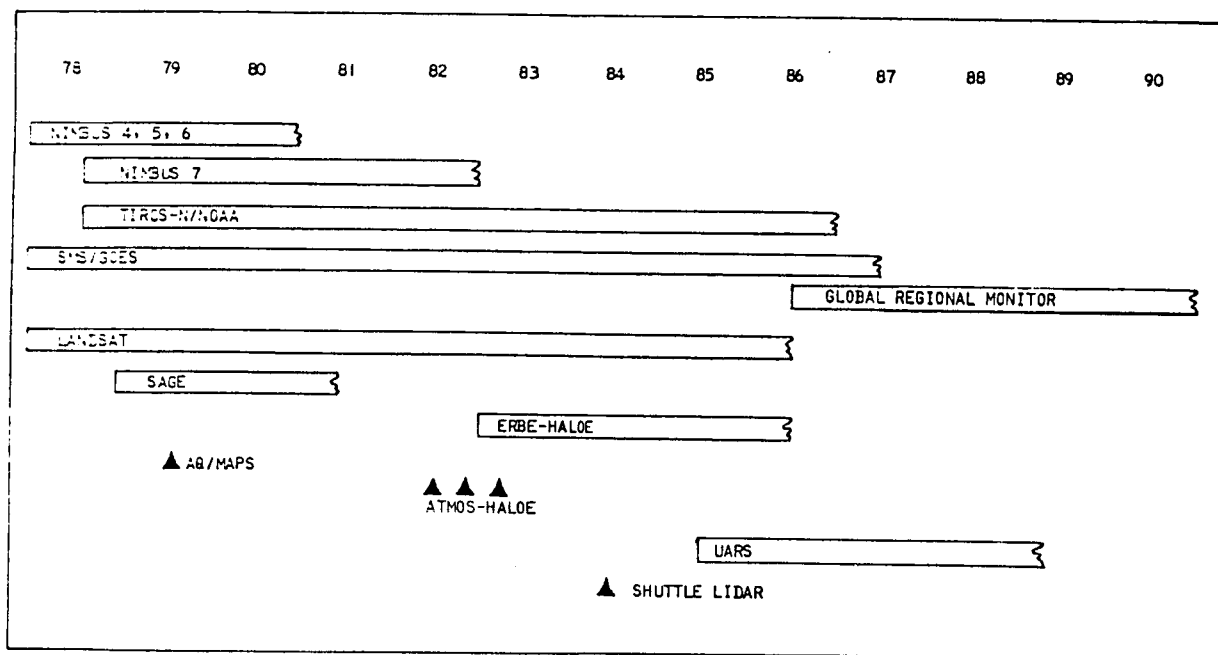 78 79 80 81 82 83 84 85 86 87 88 89 90
NIMBUS 4, 5, 6
NIMBUS 7
TIROS-N/NOAA
SMS/GOES
GLOBAL REGIONAL MONITOR
LANDSAT
SAGE
ERBE-HALOE
AQ/MAPS
ATMOS-HALOE
UARS
SHUTTLE LIDAR